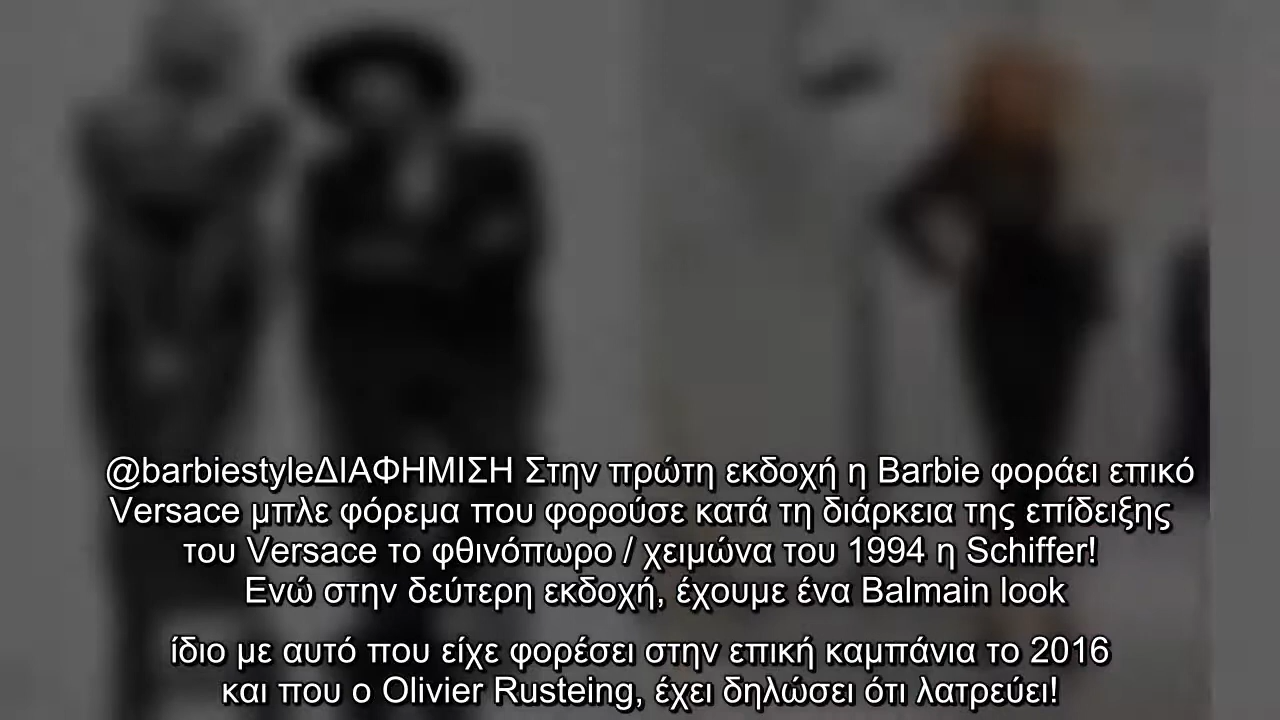 @barbiestyleΔΙΑΦΗΜΙΣΗ Στην πρώτη εκδοχή η Barbie φοράει επικό
Versace μπλε φόρεμα που φορούσε κατά τη διάρκεια της επίδειξης
του Versace το φθινόπωρο / χειμώνα του 1994 η Schiffer!
Ενώ στην δεύτερη εκδοχή, έχουμε ένα Balmain look
ίδιο με αυτό που είχε φορέσει στην επική καμπάνια το 2016
και που ο Olivier Rusteing, έχει δηλώσει ότι λατρεύει!